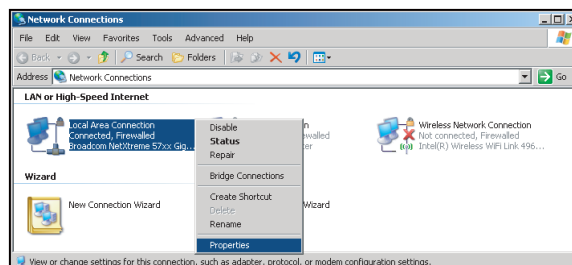 Network Connections
File Edit View Favorites Tools Advanced Help
Back Search Folders
Address Network Connections Go
LAN or High-Speed Internet
Local Area Connection
Connected, Firewalled
Broadcom NetXtreme 57xx Gig...
Disable
Status
Repair
Bridge Connections
Create Shortcut
Delete
Rename
Properties
Wireless Network Connection
Not connected, Firewalled
Intel(R) Wireless WiFi Link 496...
Wizard
New Connection Wizard
Wizard
View or change settings for this connection, such as adapter, protocol, or modem configuration settings.